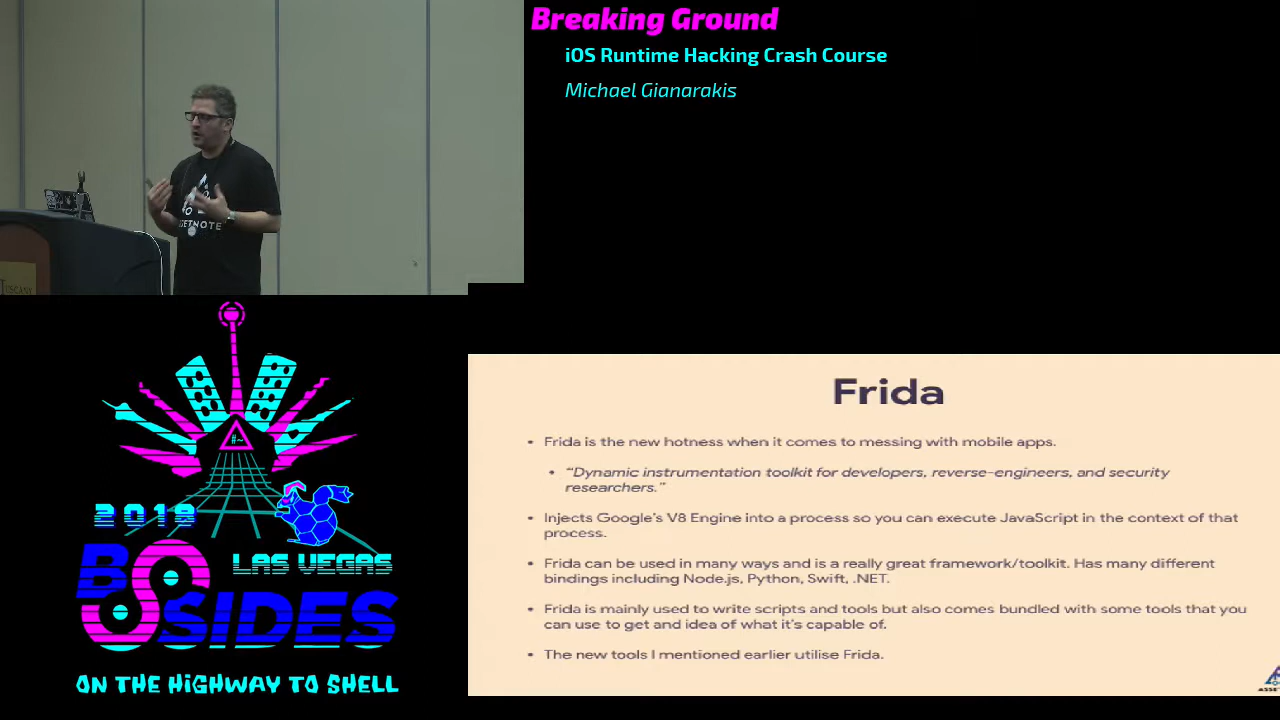 Breaking Ground
iOS Runtime Hacking Crash Course
Michael Gianarakis
TUSCANY
#~
2019
LAS VEGAS
BSIDES
ON THE HIGHWAY TO SHELL
Frida
• Frida is the new hotness when it comes to messing with mobile apps.
• “Dynamic instrumentation toolkit for developers, reverse-engineers, and security
researchers.”
• Injects Google's V8 Engine into a process so you can execute JavaScript in the context of that
process.
• Frida can be used in many ways and is a really great framework/toolkit. Has many different
bindings including Node.js, Python, Swift, .NET.
• Frida is mainly used to write scripts and tools but also comes bundled with some tools that you
can use to get and idea of what it's capable of.
• The new tools I mentioned earlier utilise Frida.